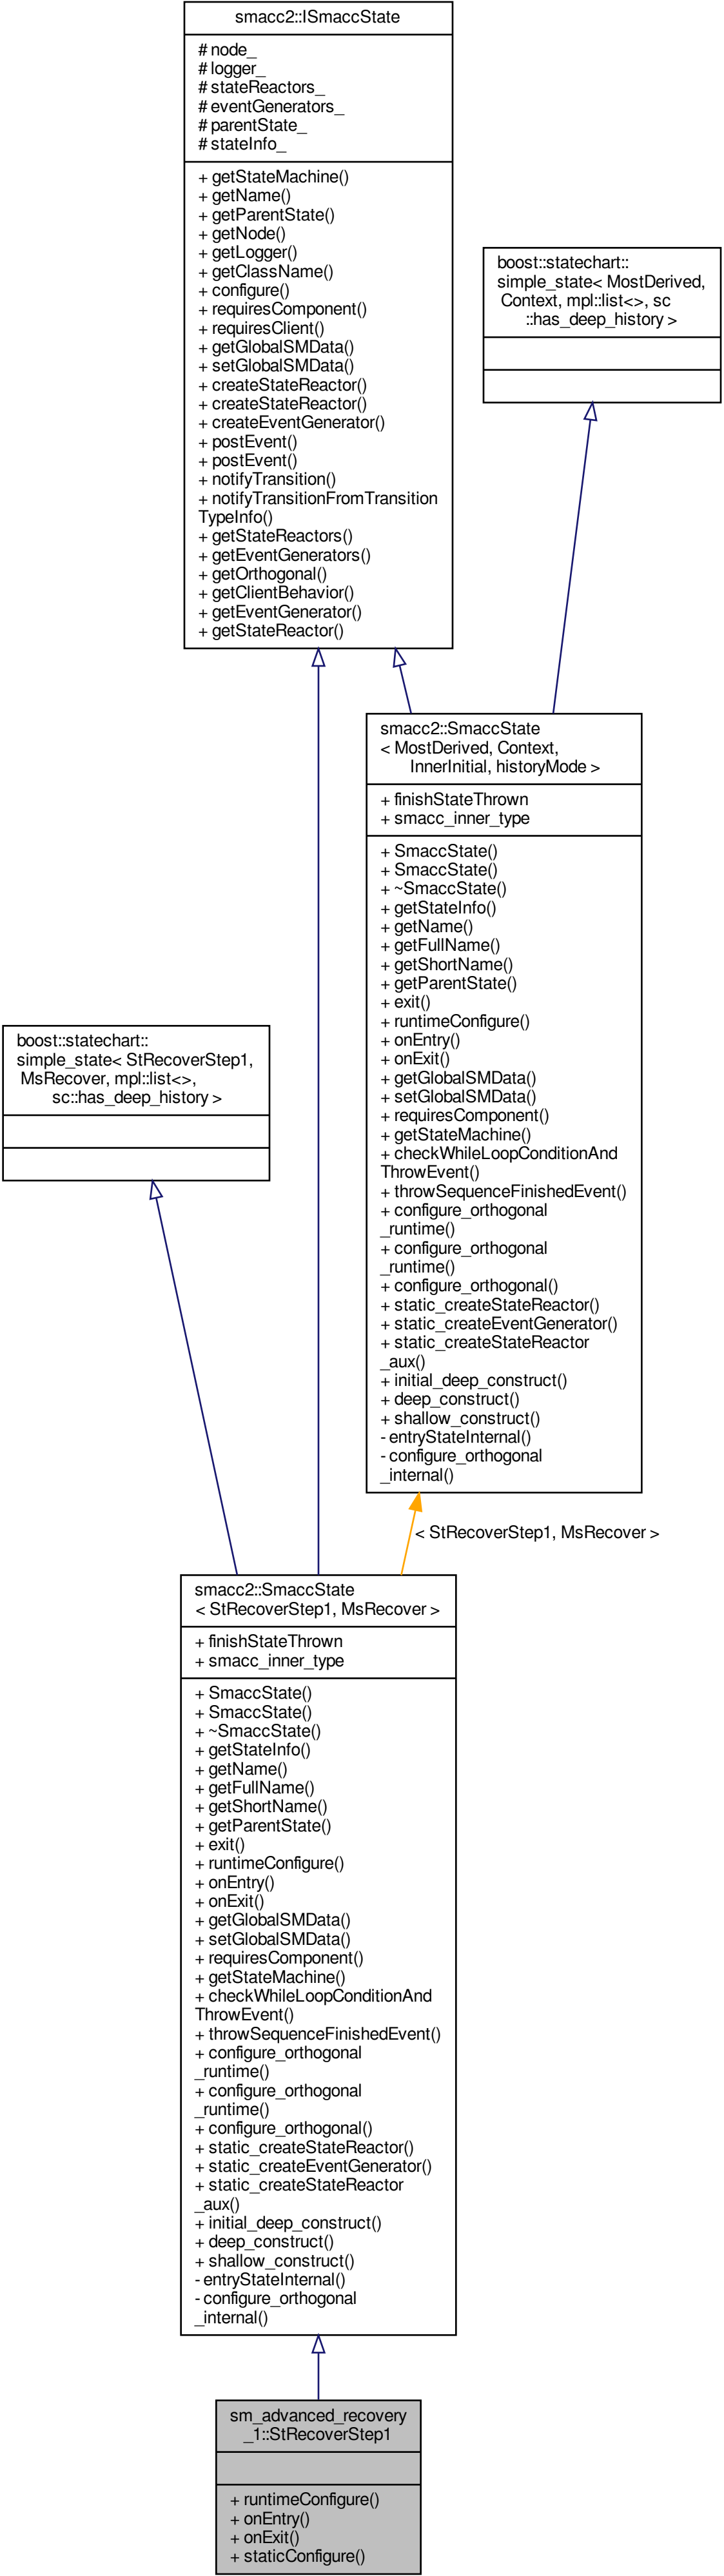 smacc2::ISmaccState
# node_
# logger_
# stateReactors_
# eventGenerators_
# parentState_
# stateInfo_
+ getStateMachine()
+ getName()
+ getParentState()
+ getNode()
+ getLogger()
+ getClassName()
+ configure()
+ requiresComponent()
+ requiresClient()
+ getGlobalSMData()
+ setGlobalSMData()
+ createStateReactor()
+ createStateReactor()
+ createEventGenerator()
+ postEvent()
+ postEvent()
+ notifyTransition()
+ notifyTransitionFromTransition
TypeInfo()
+ getStateReactors()
+ getEventGenerators()
+ getOrthogonal()
+ getClientBehavior()
+ getEventGenerator()
+ getStateReactor()
boost::statechart::
simple_state< MostDerived,
Context, mpl::list<>, sc
::has_deep_history >
smacc2::SmaccState
< MostDerived, Context,
InnerInitial, historyMode >
+ finishStateThrown
+ smacc_inner_type
+ SmaccState()
+ SmaccState()
+ ~SmaccState()
+ getStateInfo()
+ getName()
+ getFullName()
+ getShortName()
+ getParentState()
+ exit()
+ runtimeConfigure()
+ onEntry()
+ onExit()
+ getGlobalSMData()
+ setGlobalSMData()
+ requiresComponent()
+ getStateMachine()
+ checkWhileLoopConditionAnd
ThrowEvent()
+ throwSequenceFinishedEvent()
+ configure_orthogonal
_runtime()
+ configure_orthogonal
_runtime()
+ configure_orthogonal()
+ static_createStateReactor()
+ static_createEventGenerator()
+ static_createStateReactor
_aux()
+ initial_deep_construct()
+ deep_construct()
+ shallow_construct()
- entryStateInternal()
- configure_orthogonal
_internal()
boost::statechart::
simple_state< StRecoverStep1,
MsRecover, mpl::list<>,
sc::has_deep_history >
< StRecoverStep1, MsRecover >
smacc2::SmaccState
< StRecoverStep1, MsRecover >
+ finishStateThrown
+ smacc_inner_type
+ SmaccState()
+ SmaccState()
+ ~SmaccState()
+ getStateInfo()
+ getName()
+ getFullName()
+ getShortName()
+ getParentState()
+ exit()
+ runtimeConfigure()
+ onEntry()
+ onExit()
+ getGlobalSMData()
+ setGlobalSMData()
+ requiresComponent()
+ getStateMachine()
+ checkWhileLoopConditionAnd
ThrowEvent()
+ throwSequenceFinishedEvent()
+ configure_orthogonal
_runtime()
+ configure_orthogonal
_runtime()
+ configure_orthogonal()
+ static_createStateReactor()
+ static_createEventGenerator()
+ static_createStateReactor
_aux()
+ initial_deep_construct()
+ deep_construct()
+ shallow_construct()
- entryStateInternal()
- configure_orthogonal
_internal()
sm_advanced_recovery
_1::StRecoverStep1
+ runtimeConfigure()
+ onEntry()
+ onExit()
+ staticConfigure()